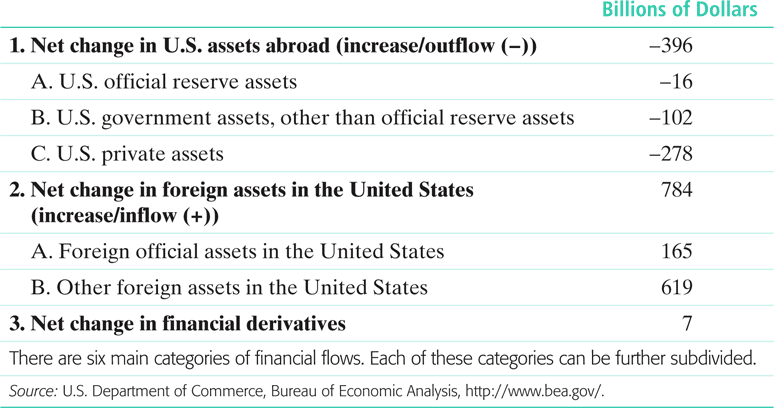 Billions of Dollars
1. Net change in U.S. assets abroad (increase/outflow (−)) −396
A. U.S. official reserve assets −16
B. U.S. government assets, other than official reserve assets −102
C. U.S. private assets −278
2. Net change in foreign assets in the United States 784
(increase/inflow (+))
A. Foreign official assets in the United States 165
B. Other foreign assets in the United States 619
3. Net change in financial derivatives 7
There are six main categories of financial flows. Each of these categories can be further subdivided.
Source: U.S. Department of Commerce, Bureau of Economic Analysis, http://www.bea.gov/.